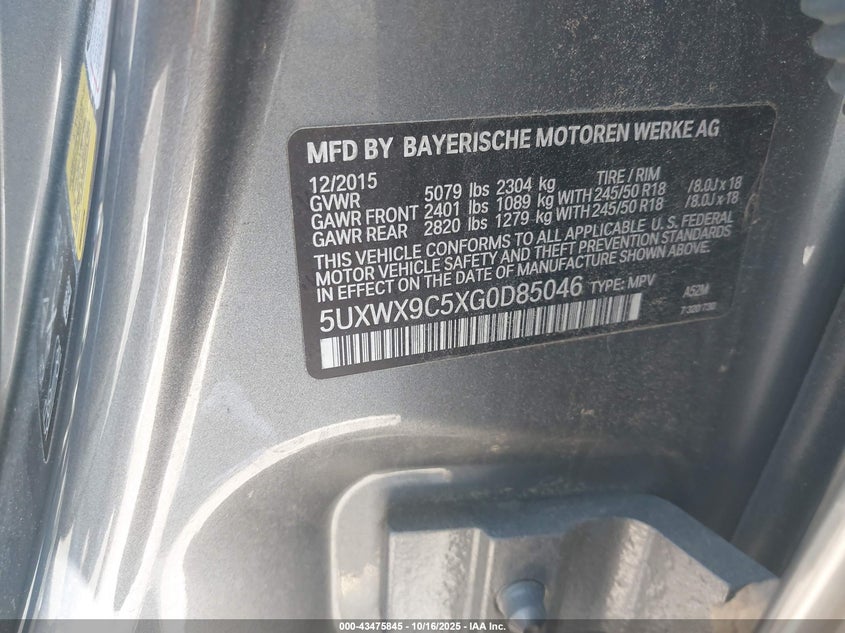 MFD BY BAYERISCHE MOTOREN WERKE AG
12/2015 TIRE / RIM
GVWR 5079 lbs 2304 kg
GAWR FRONT 2401 lbs 1089 kg WITH 245/50 R18 /8.0J x 18
GAWR REAR 2820 lbs 1279 kg WITH 245/50 R18 /8.0J x 18
THIS VEHICLE CONFORMS TO ALL APPLICABLE U.S. FEDERAL
MOTOR VEHICLE SAFETY AND THEFT PREVENTION STANDARDS
IN EFFECT ON THE DATE OF MANUFACTURE SHOWN ABOVE.
5UXWX9C5XG0D85046 TYPE: MPV A52M
000-43475845 - 10/16/2025 - IAA Inc.